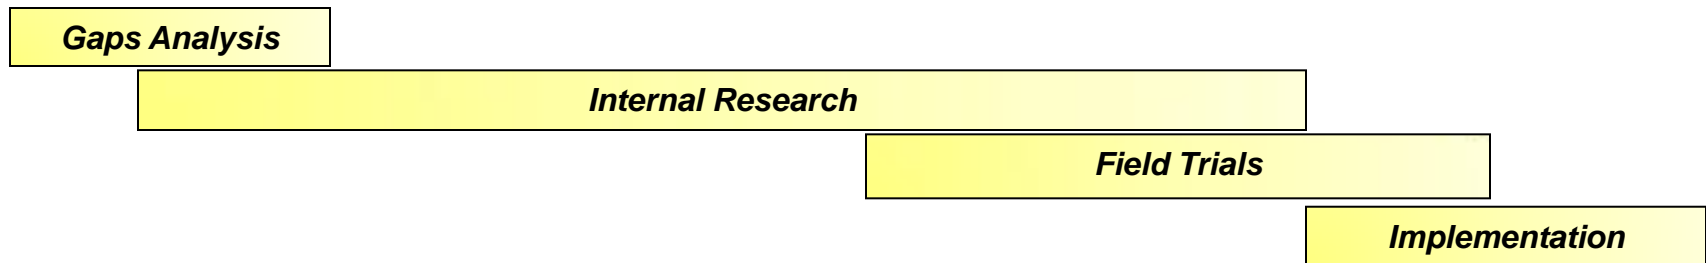 Gaps Analysis
Internal Research
Field Trials
Implementation